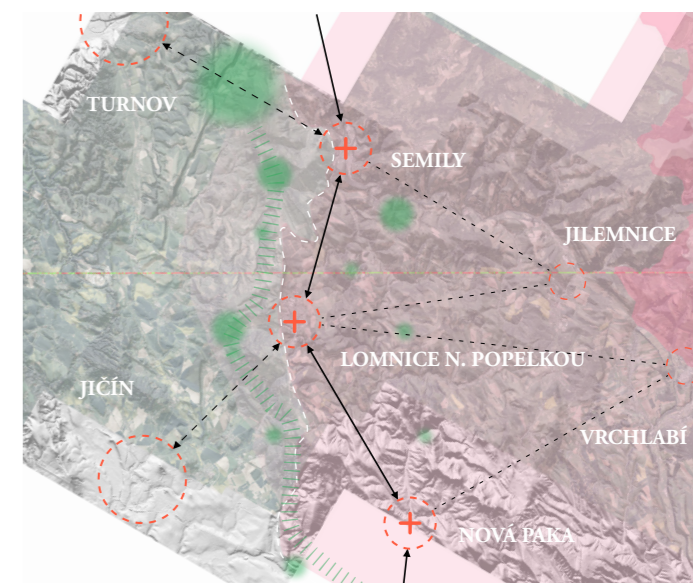 TURNOV
SEMILY
JILEMNICE
LOMNICE N. POPELKOU
JIČÍN
VRCHLABÍ
NOVÁ PAKA